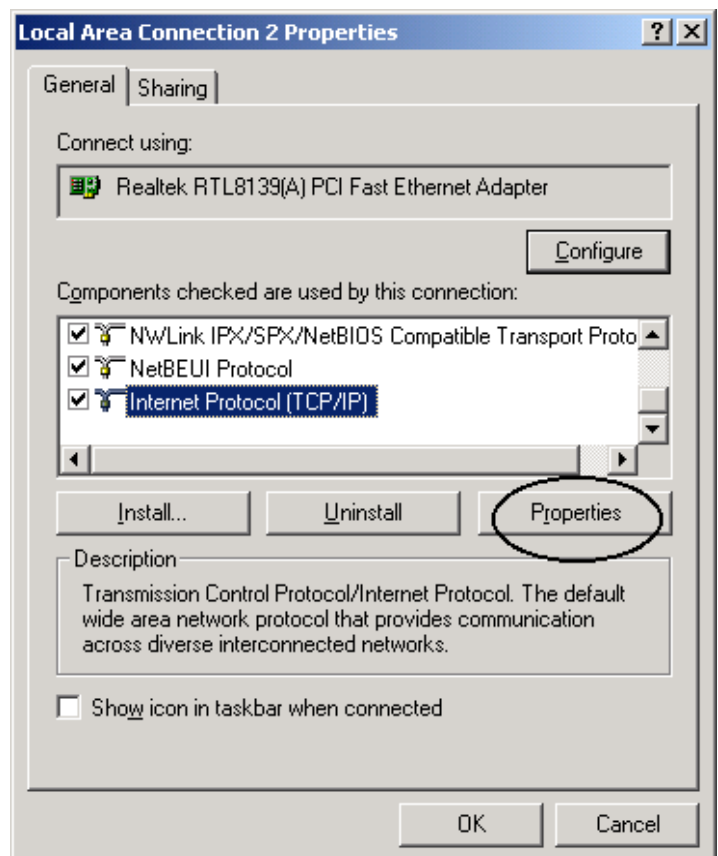 Local Area Connection 2 Properties
General
Sharing
Connect using:
Realtek RTL8139(A) PCI Fast Ethernet Adapter
Configure
Components checked are used by this connection:
NWLink IPX/SPX/NetBIOS Compatible Transport Proto
NetBEUI Protocol
Internet Protocol (TCP/IP)
Install...
Uninstall
Properties
Description
Transmission Control Protocol/Internet Protocol. The default
wide area network protocol that provides communication
across diverse interconnected networks.
Show icon in taskbar when connected
OK
Cancel